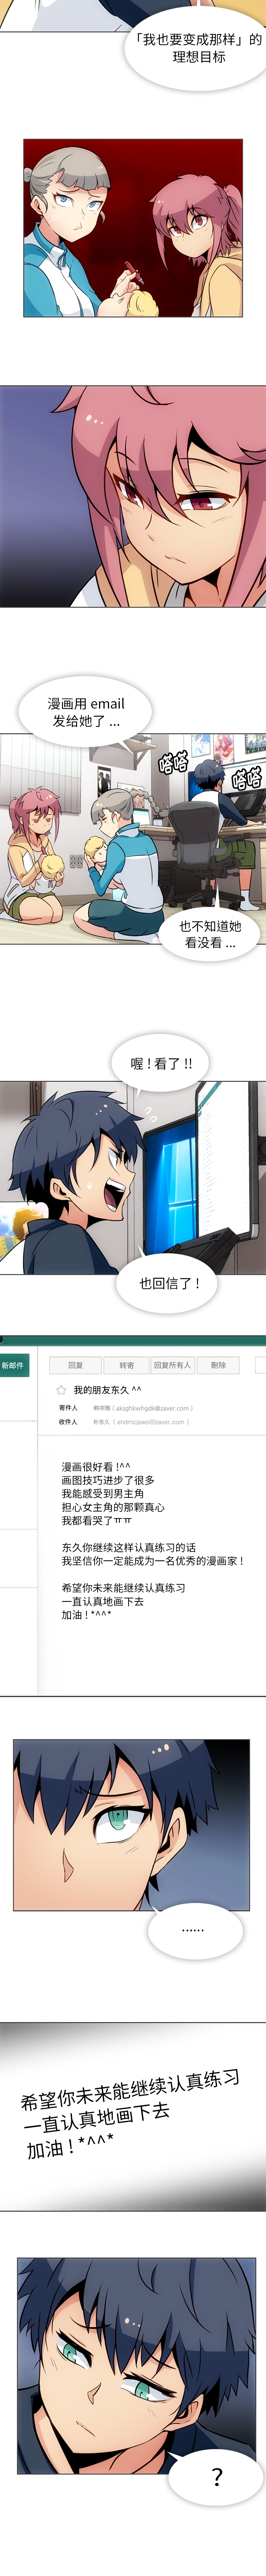 「我也要变成那样」的
理想目标
漫画用 email
发给她了 ...
嗒嗒
嗒嗒
也不知道她
看没看 ...
喔 ! 看了 !!
也回信了 !
新邮件
回复
转寄
回复所有人
删除
我的朋友东久 ^^
寄件人
( aksghkwhgdk@zaver.com )
收件人
朴东久 ( ehdrncjswo@zaver.com )
漫画很好看 !^^
画图技巧进步了很多
我能感受到男主角
担心女主角的那颗真心
我都看哭了ㅠㅠ
东久你继续这样认真练习的话
我坚信你一定能成为一名优秀的漫画家 !
希望你未来能继续认真练习
一直认真地画下去
加油 ! *^^*
......
希望你未来能继续认真练习
一直认真地画下去
加油 ! *^^*
?